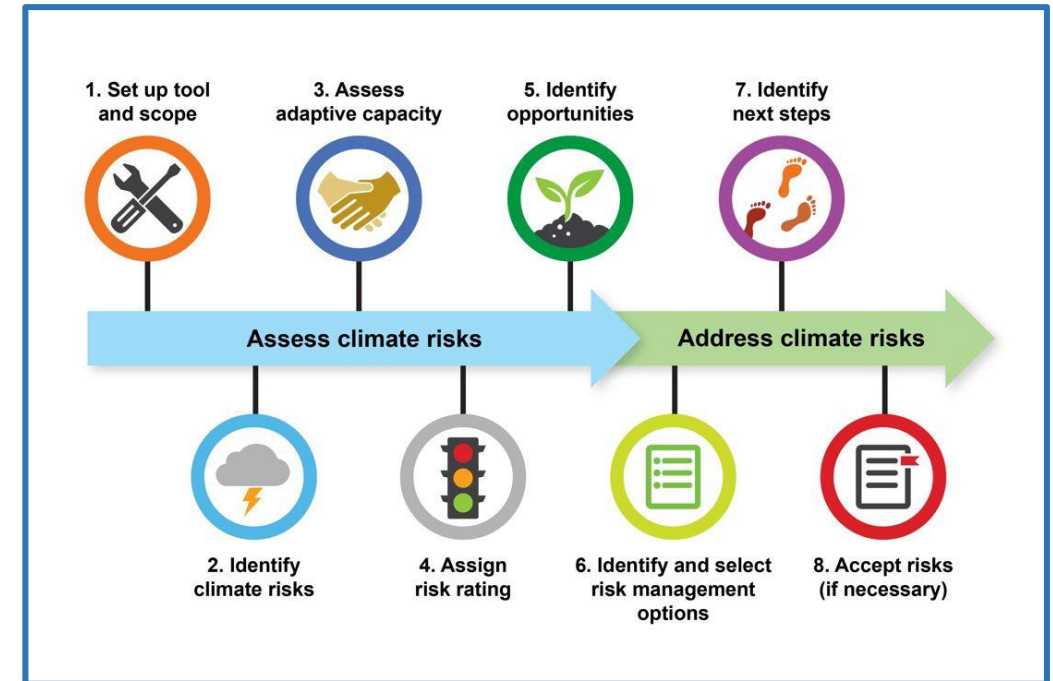 1. Set up tool
and scope
3. Assess
adaptive capacity
5. Identify
opportunities
7. Identify
next steps
Assess climate risks
Address climate risks
2. Identify
climate risks
4. Assign
risk rating
6. Identify and select
risk management
options
8. Accept risks
(if necessary)